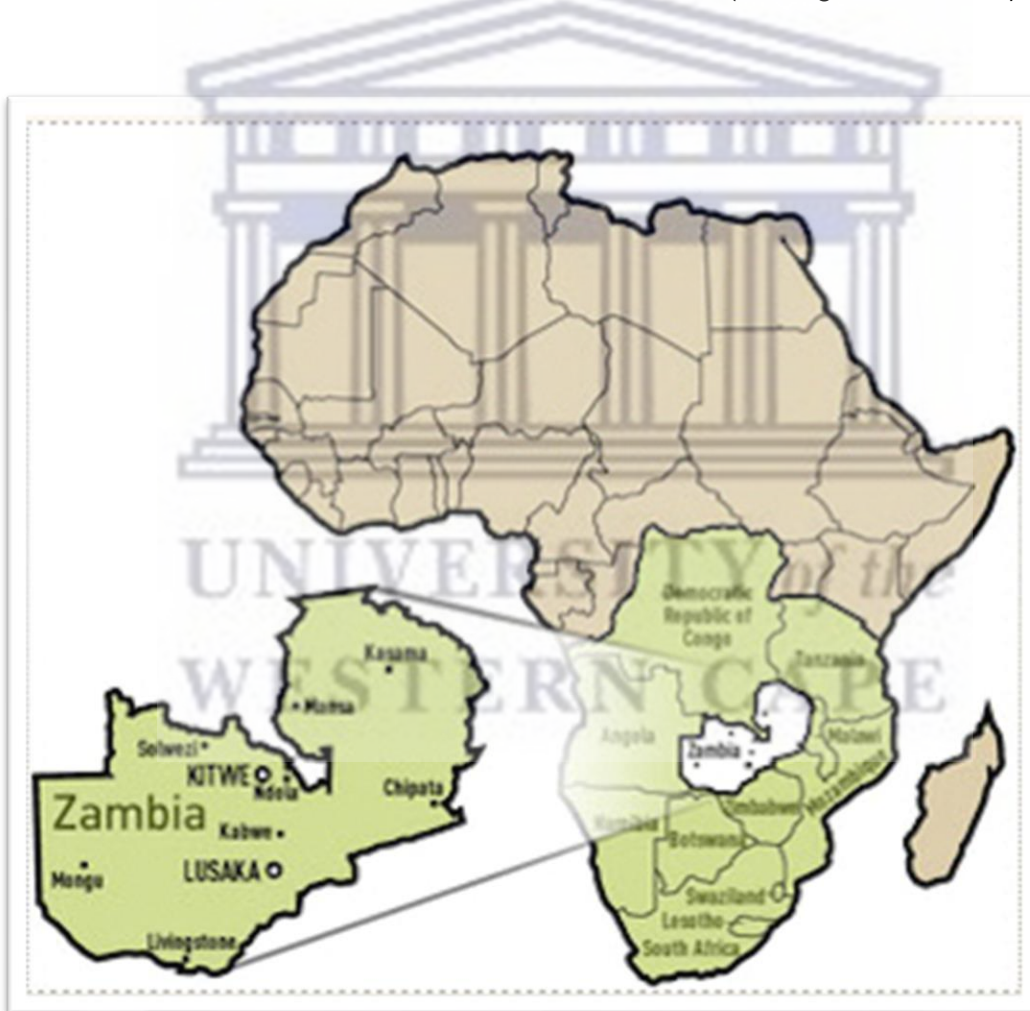 UNIVERSITY of the
WESTERN CAPE
Democratic
Republic of
Congo
Tanzania
Angola
Zambia
Malawi
Mozambique
Zimbabwe
Namibia
Botswana
Swaziland
Lesotho
South Africa
Kasama
Mansa
Solwezi
KITWE
Ndola
Zambia
Chipata
Kabwe
LUSAKA
Mongu
Livingstone